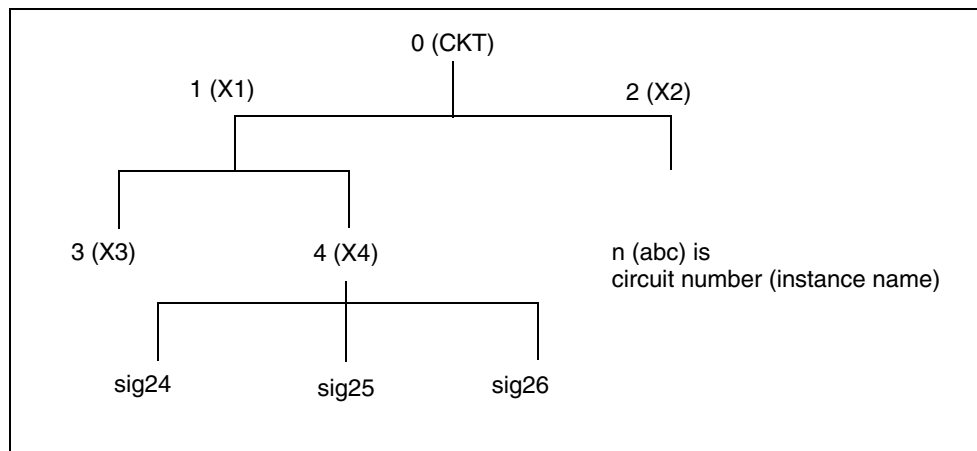 0 (CKT)
1 (X1)
2 (X2)
3 (X3)
4 (X4)
n (abc) is
circuit number (instance name)
sig24
sig25
sig26